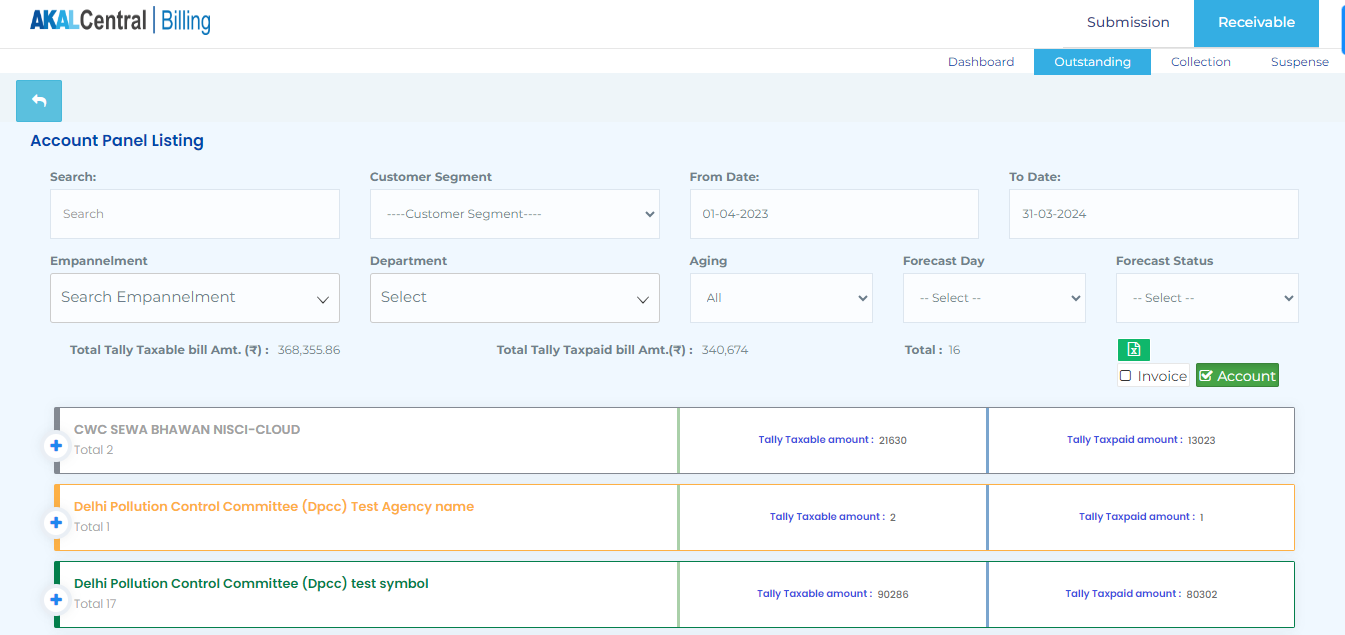 AKALCentral | Billing
Submission
Receivable
Dashboard
Outstanding
Collection
Suspense
Account Panel Listing
Search:
Customer Segment
From Date:
To Date:
Search
----Customer Segment----
01-04-2023
31-03-2024
Empannelment
Department
Aging
Forecast Day
Forecast Status
Search Empannelment
Select
All
-- Select --
-- Select --
Total Tally Taxable bill Amt. (₹) : 368,355.86
Total Tally Taxpaid bill Amt.(₹) : 340,674
Total : 16
Invoice
Account
CWC SEWA BHAWAN NISCI-CLOUD
Total 2
Tally Taxable amount : 21630
Tally Taxpaid amount : 13023
Delhi Pollution Control Committee (Dpcc) Test Agency name
Total 1
Tally Taxable amount : 2
Tally Taxpaid amount : 1
Delhi Pollution Control Committee (Dpcc) test symbol
Total 17
Tally Taxable amount : 90286
Tally Taxpaid amount : 80302